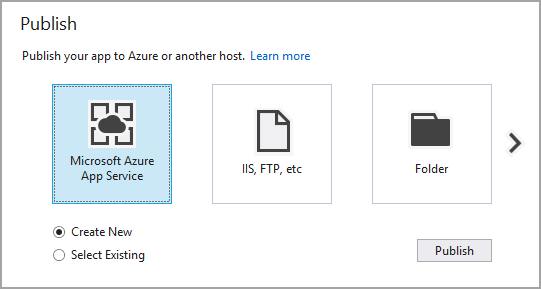 Publish
Publish your app to Azure or another host. Learn more
Microsoft Azure
App Service
IIS, FTP, etc
Folder
Create New
Select Existing
Publish